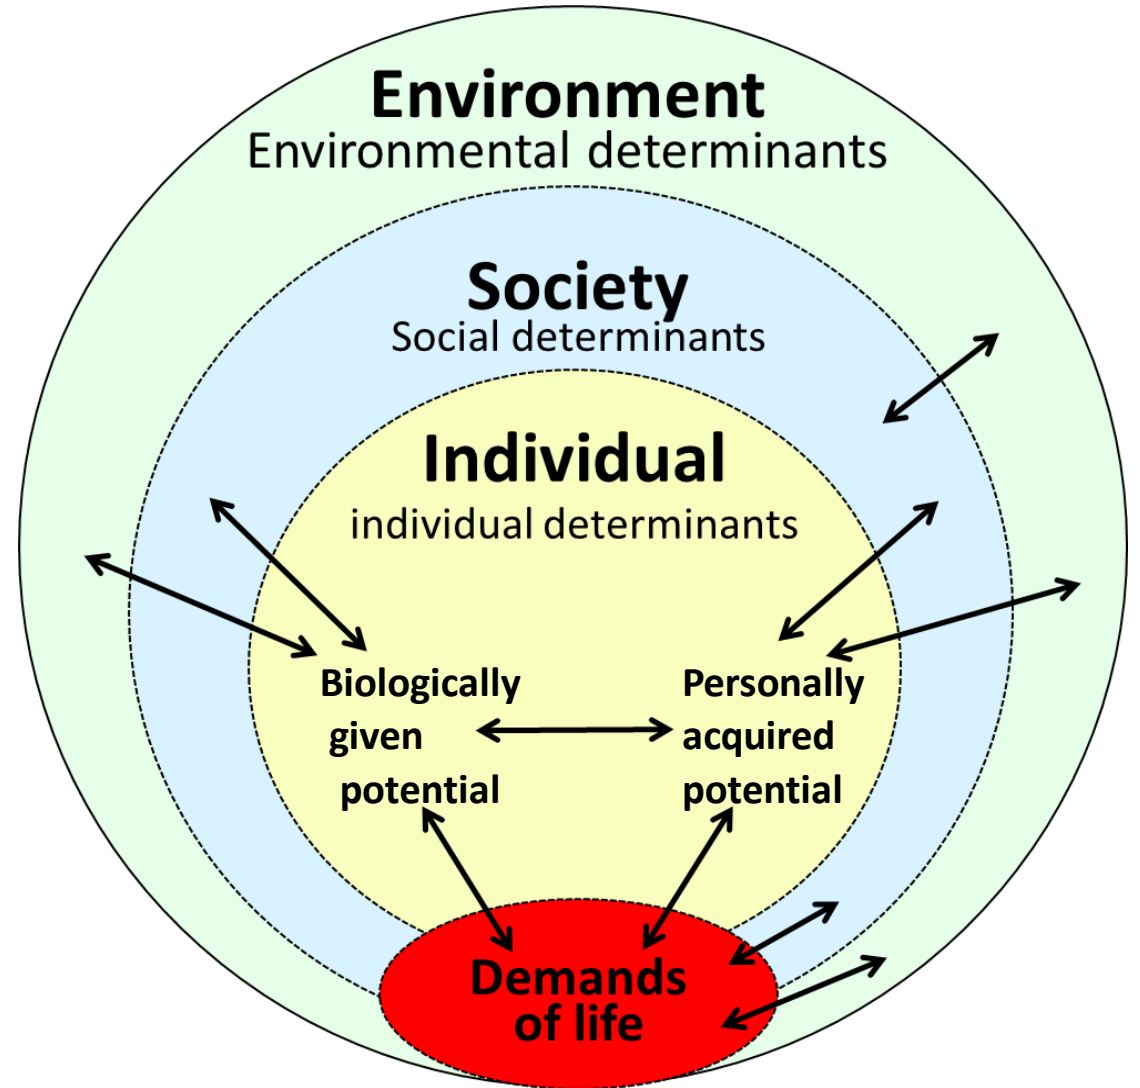 Environment
Environmental determinants
Society
Social determinants
Individual
individual determinants
Biologically
given
potential
Personally
acquired
potential
Demands
of life